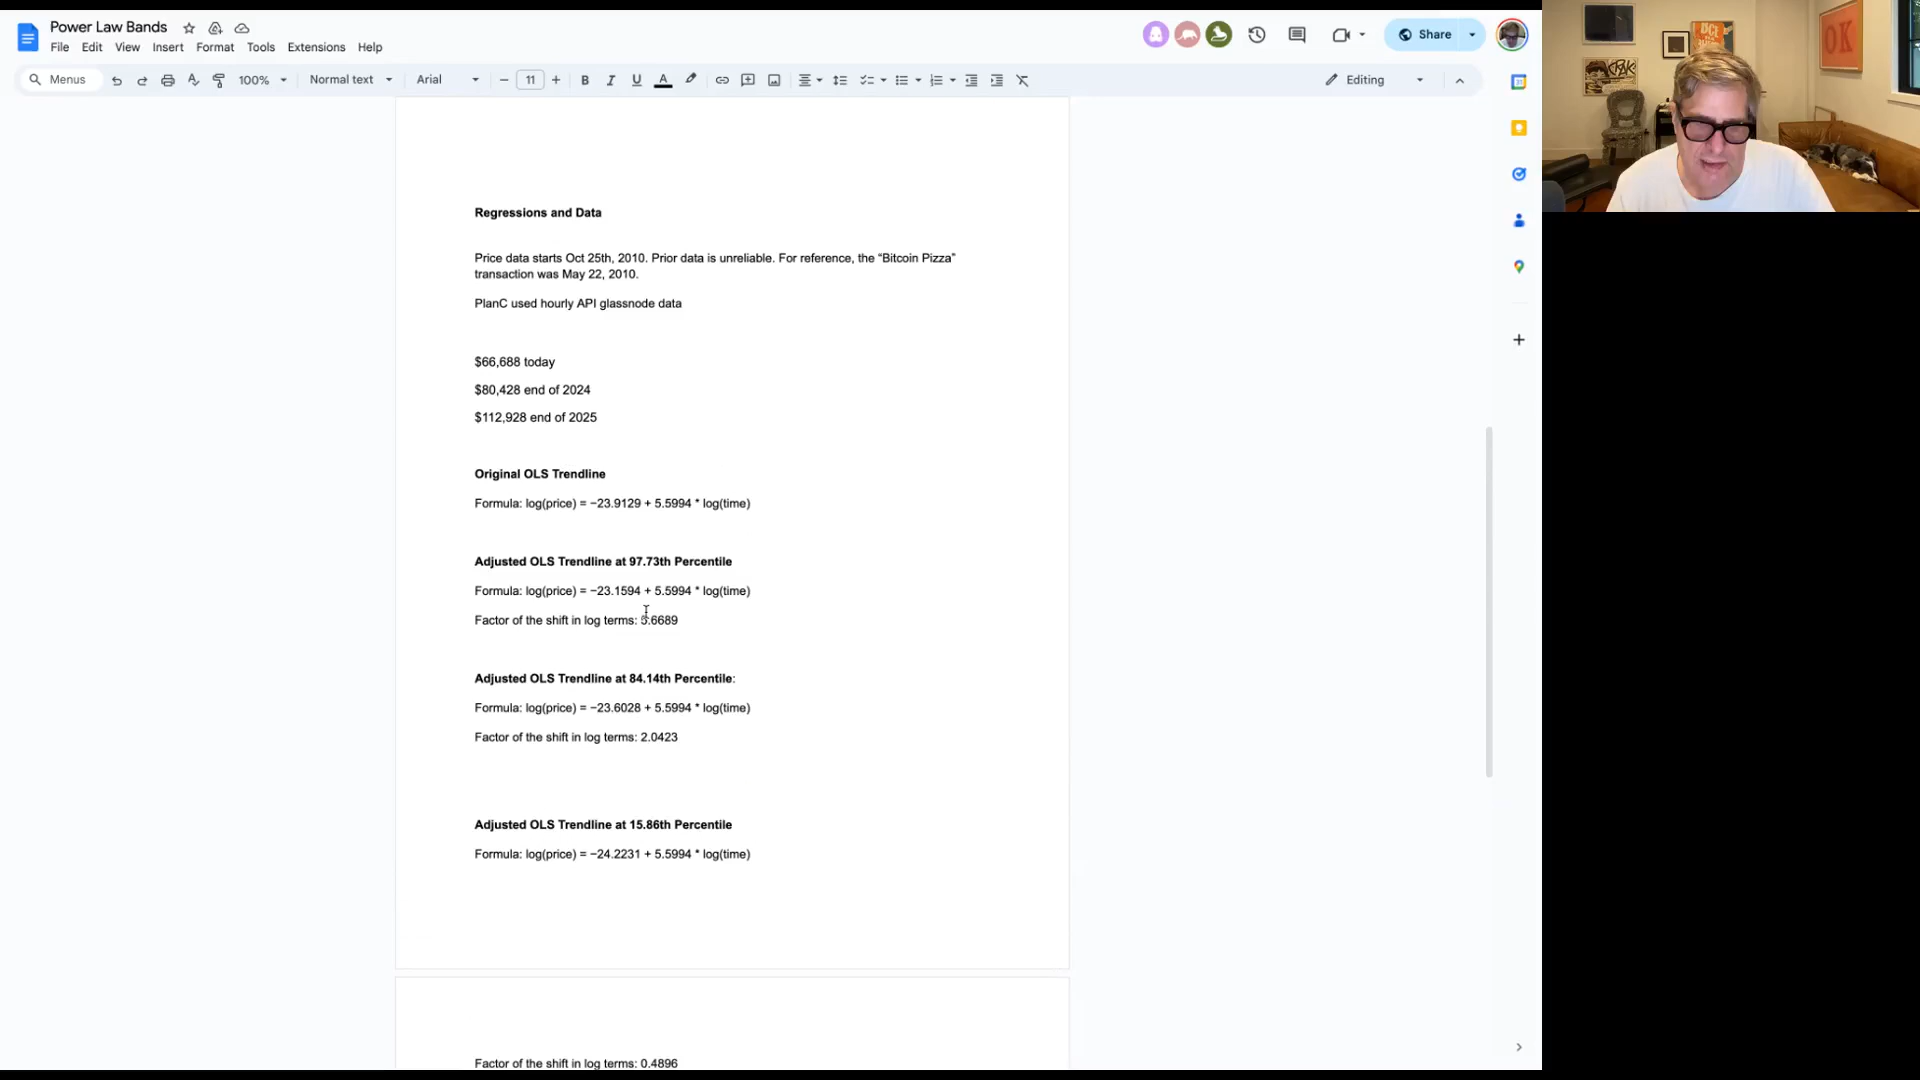 Power Law Bands
File Edit View Insert Format Tools Extensions Help
Share
Menus 100% Normal text Arial 11 Editing
Regressions and Data
Price data starts Oct 25th, 2010. Prior data is unreliable. For reference, the “Bitcoin Pizza”
transaction was May 22, 2010.
PlanC used hourly API glassnode data
$66,688 today
$80,428 end of 2024
$112,928 end of 2025
Original OLS Trendline
Formula: log(price) = −23.9129 + 5.5994 * log(time)
Adjusted OLS Trendline at 97.73th Percentile
Formula: log(price) = −23.1594 + 5.5994 * log(time)
Factor of the shift in log terms: 5.6689
Adjusted OLS Trendline at 84.14th Percentile:
Formula: log(price) = −23.6028 + 5.5994 * log(time)
Factor of the shift in log terms: 2.0423
Adjusted OLS Trendline at 15.86th Percentile
Formula: log(price) = −24.2231 + 5.5994 * log(time)
Factor of the shift in log terms: 0.4896
OK